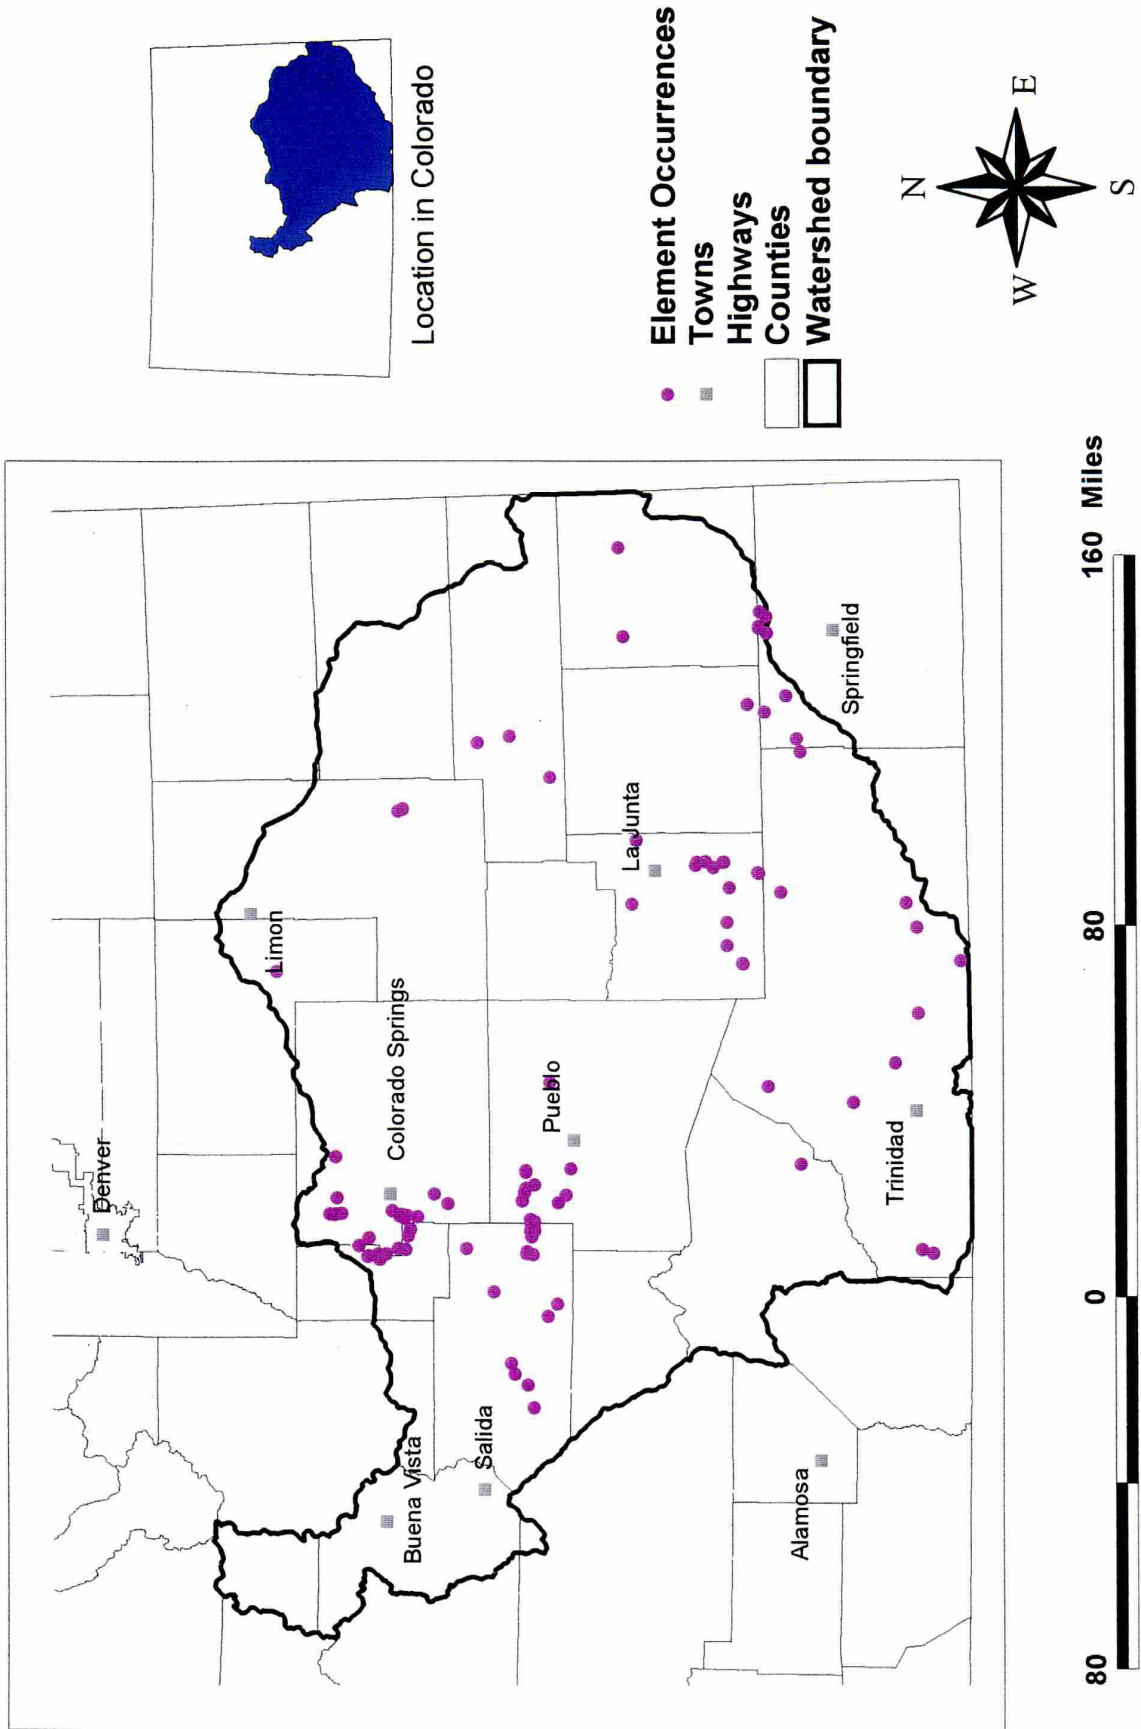 Location in Colorado
Element Occurrences
Towns
Highways
Counties
Watershed boundary
N
W
E
S
Denver
Limon
Colorado Springs
Buena Vista
Salida
Pueblo
La Junta
Springfield
Trinidad
Alamosa
80
0
80
160 Miles